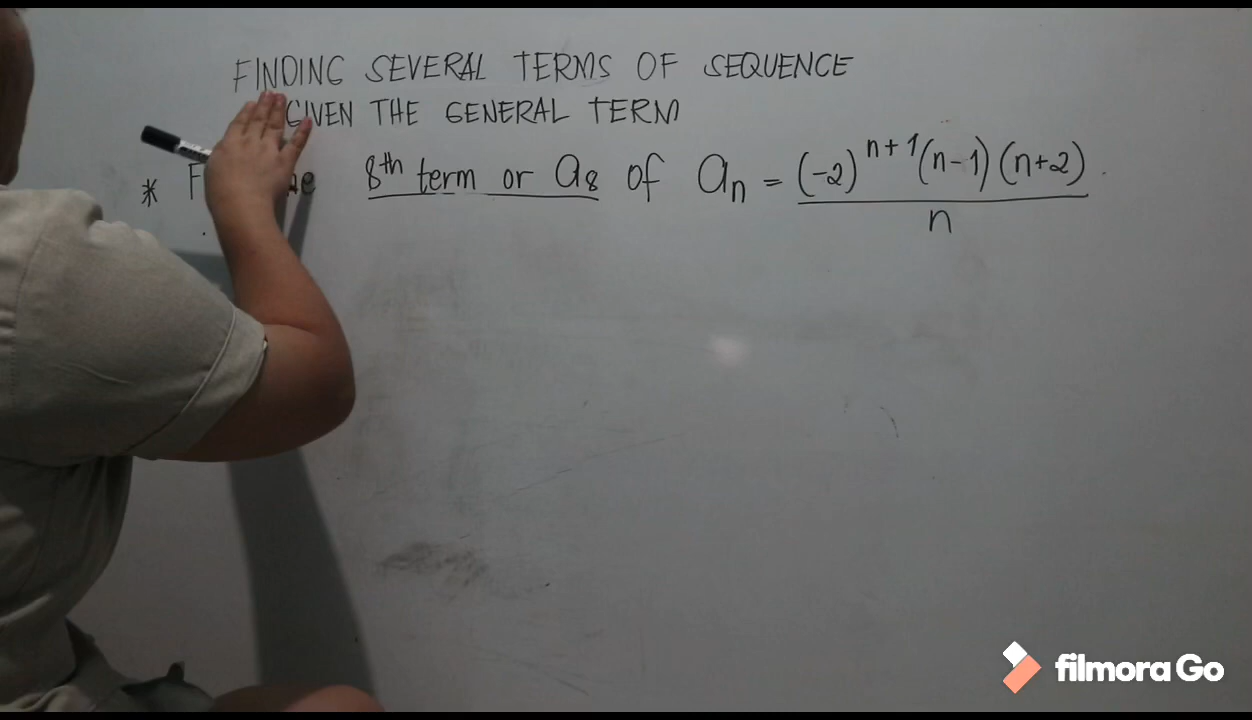 FINDING SEVERAL TERMS OF SEQUENCE
GIVEN THE GENERAL TERM
* 8th term or a₈ of aₙ = (-2)ⁿ⁺¹(n-1)(n+2)
n
filmora Go